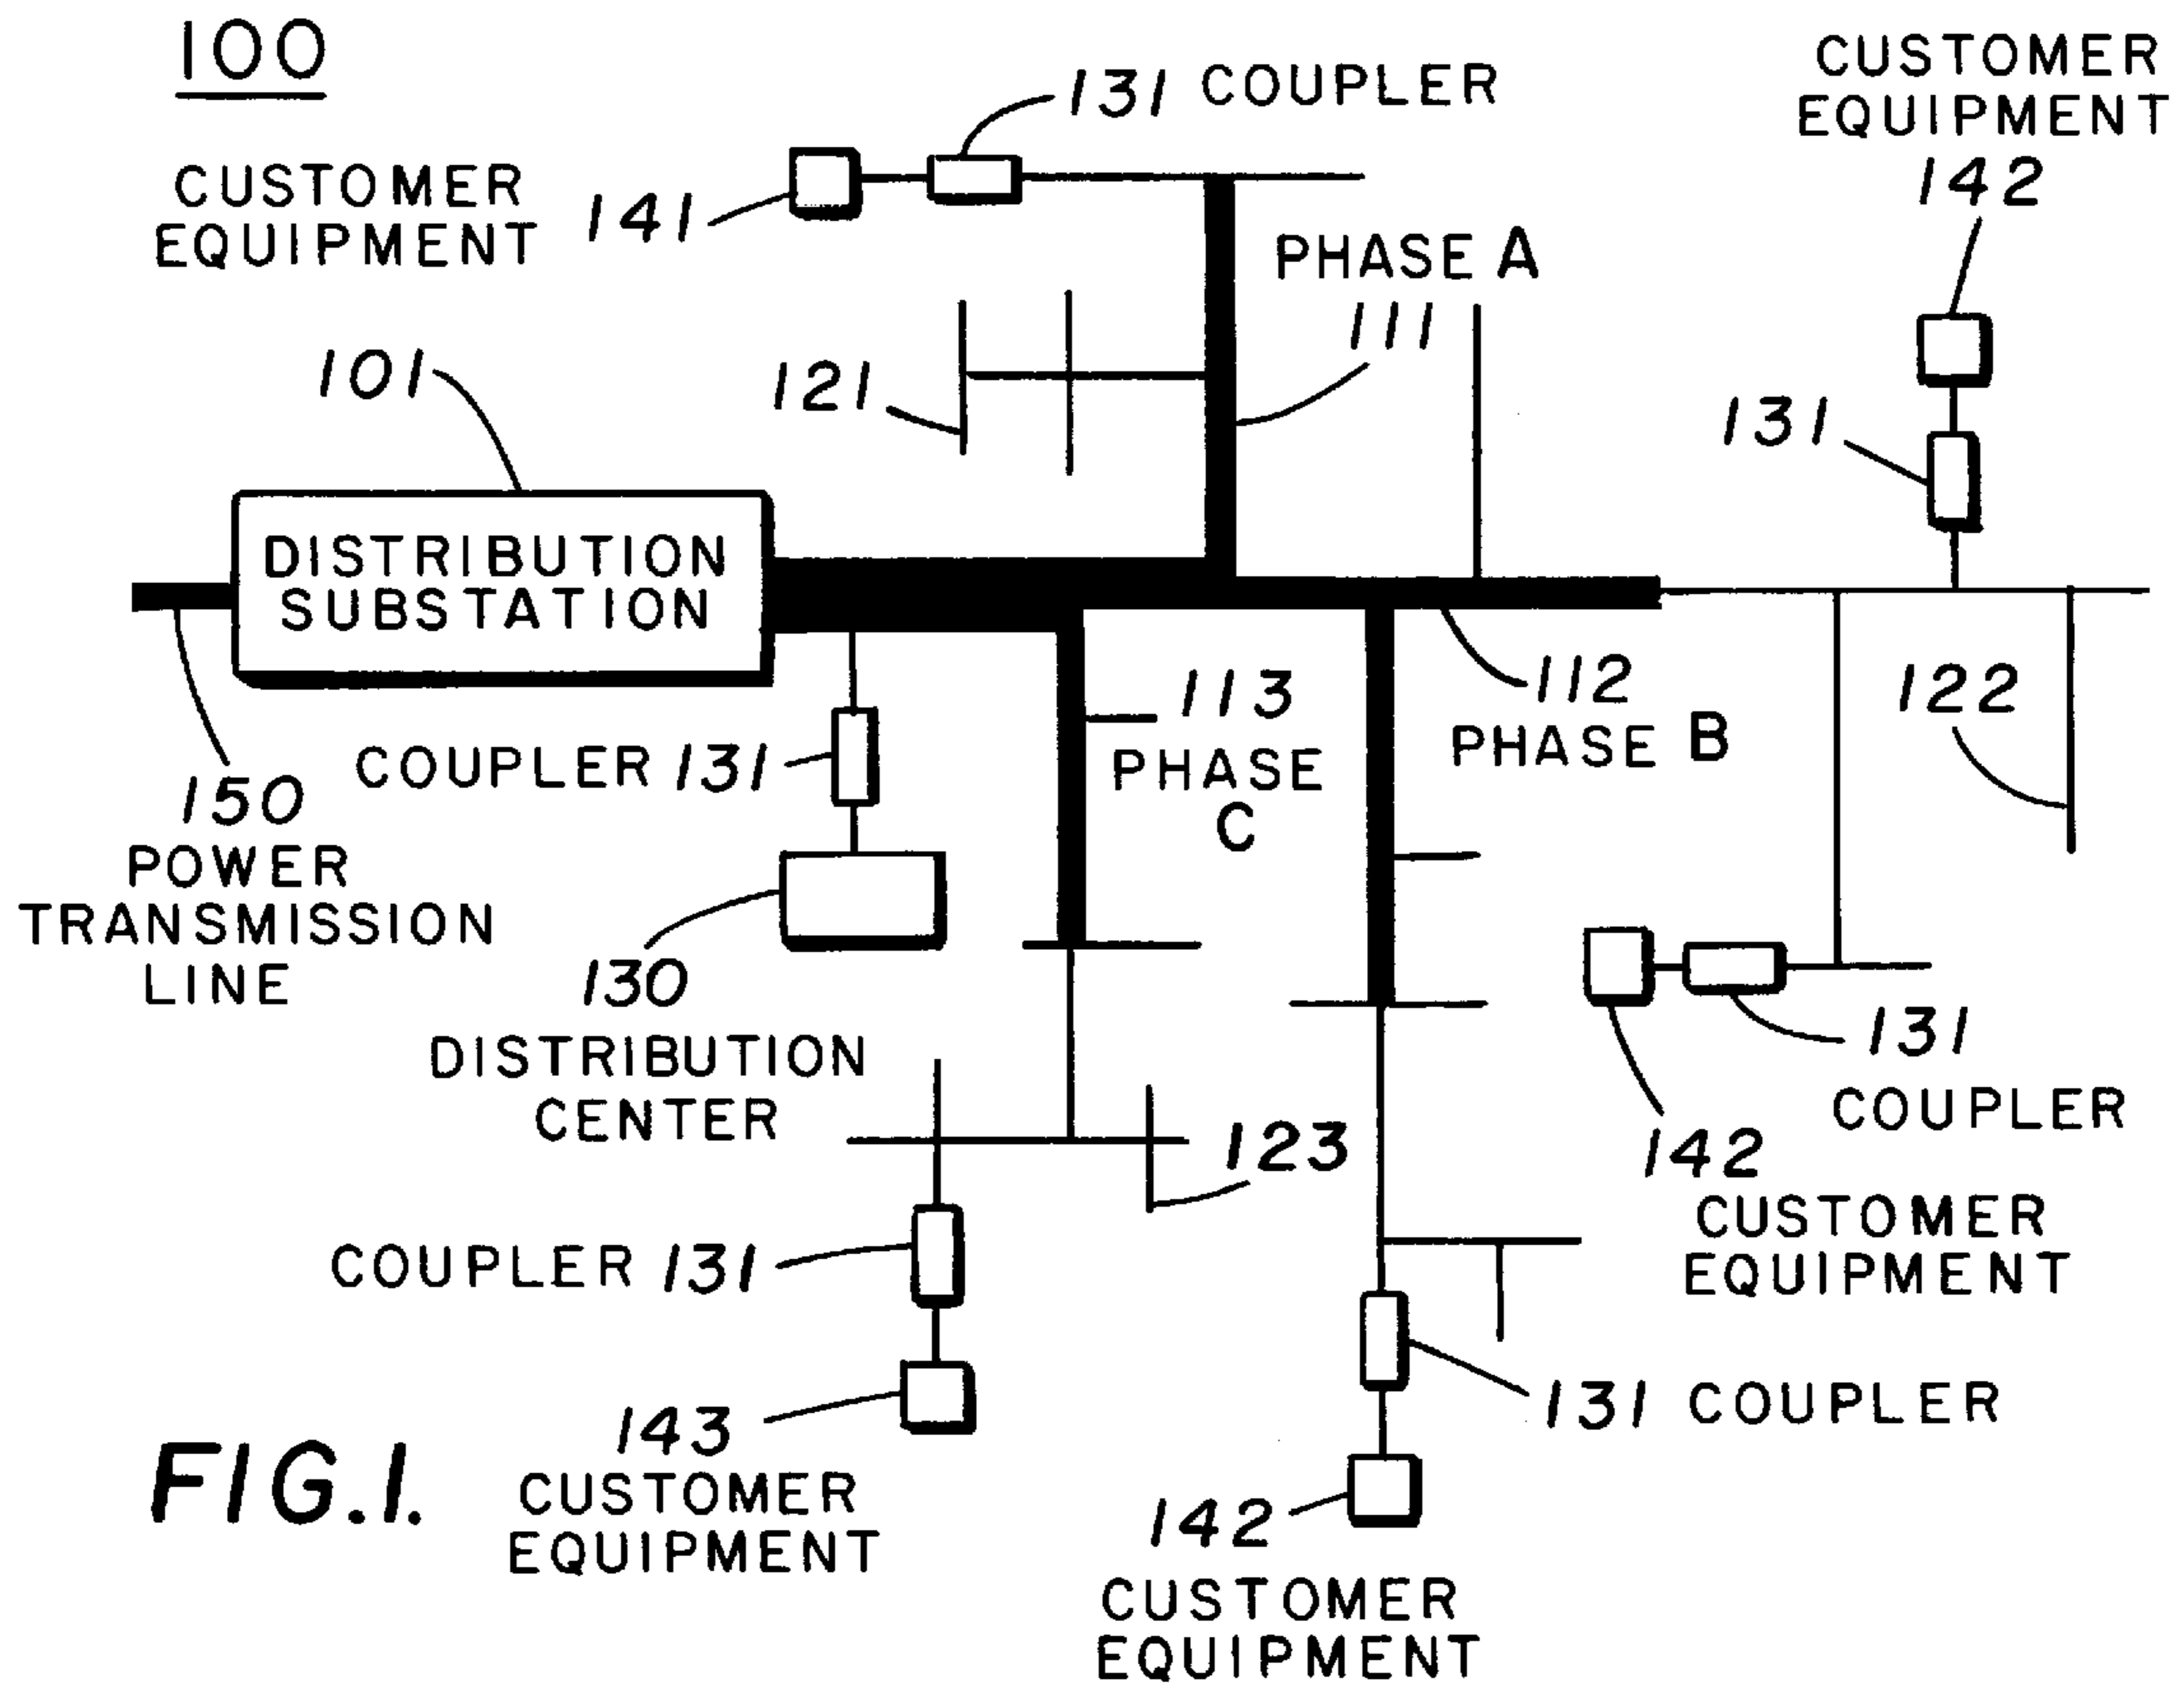 100
131 COUPLER
CUSTOMER
EQUIPMENT
142
CUSTOMER
EQUIPMENT
141
PHASE A
111
101
121
131
DISTRIBUTION
SUBSTATION
113
PHASE
C
112
PHASE B
122
COUPLER 131
150
POWER
TRANSMISSION
LINE
130
DISTRIBUTION
CENTER
131
COUPLER
123
142
CUSTOMER
EQUIPMENT
COUPLER 131
131 COUPLER
143
CUSTOMER
EQUIPMENT
142
CUSTOMER
EQUIPMENT
FIG.1.